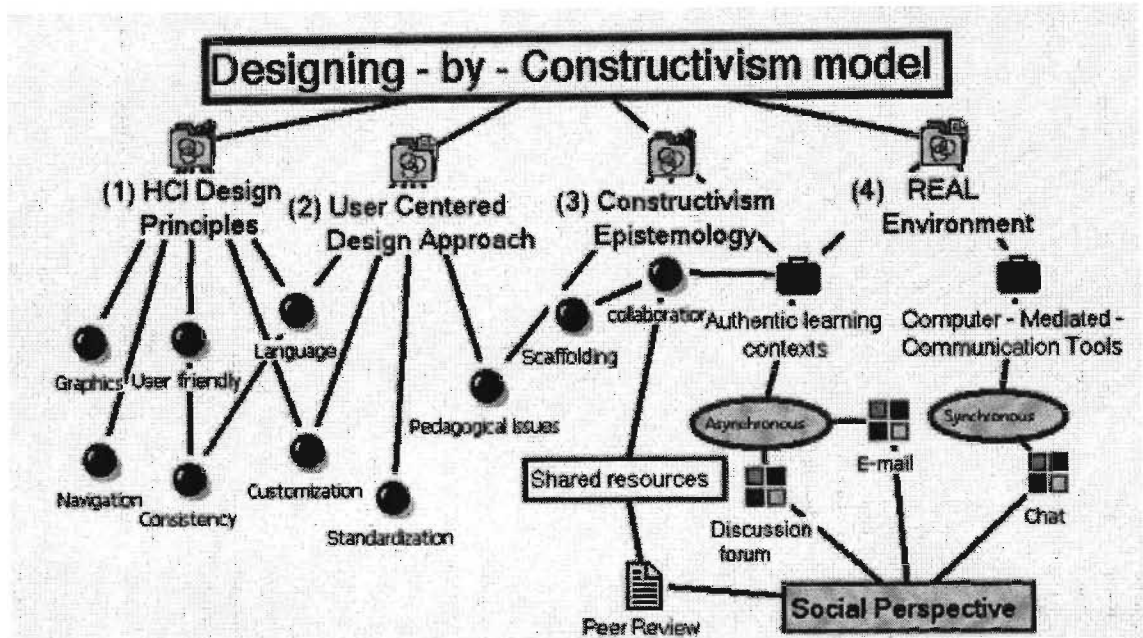 Designing - by - Constructivism model
(1) HCI Design
Principles
(2) User Centered
Design Approach
(3) Constructivism
Epistemology
(4) REAL
Environment
Graphics
User friendly
Language
Scaffolding
collaboration
Authentic learning
contexts
Computer - Mediated -
Communication Tools
Navigation
Consistency
Customization
Standardization
Pedagogical Issues
Shared resources
Asynchronous
E-mail
Synchronous
Discussion
forum
Chat
Peer Review
Social Perspective